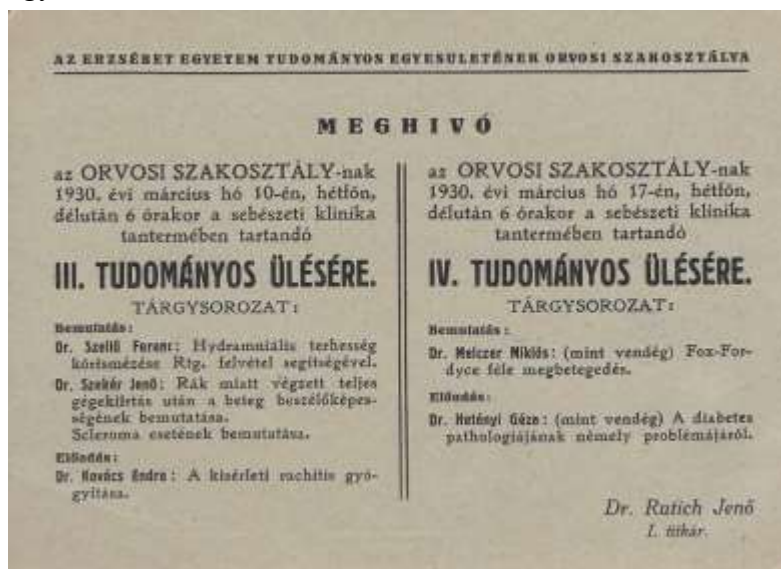 AZ ERZSÉBET EGYETEM TUDOMÁNYOS EGYESÜLETÉNEK ORVOSI SZAKOSZTÁLYA
MEGHIVÓ
az ORVOSI SZAKOSZTÁLY-nak
1930. évi március hó 10-én, hétfőn,
délután 6 órakor a sebészeti klinika
tantermében tartandó
III. TUDOMÁNYOS ÜLÉSÉRE.
TÁRGYSOROZAT:
Bemutatás:
Dr. Szellő Ferenc: Hydramniális terhesség
kórismézése Rtg. felvétel segítségével.
Dr. Szekér Jenő: Rák miatt végzett teljes
gégekiirtás után a beteg beszélőképes-
ségének bemutatása.
Scleroma esetének bemutatása.
Előadás:
Dr. Kovács Endre: A kisérleti rachitis gyó-
gyítása.
az ORVOSI SZAKOSZTÁLY-nak
1930. évi március hó 17-én, hétfőn,
délután 6 órakor a sebészeti klinika
tantermében tartandó
IV. TUDOMÁNYOS ÜLÉSÉRE.
TÁRGYSOROZAT:
Bemutatás:
Dr. Melczer Miklós: (mint vendég) Fox-For-
dyce féle megbetegedés.
Előadás:
Dr. Hetényi Géza: (mint vendég) A diabetes
pathologiájának némely problémájáról.
Dr. Rutich Jenő
I. titkár.